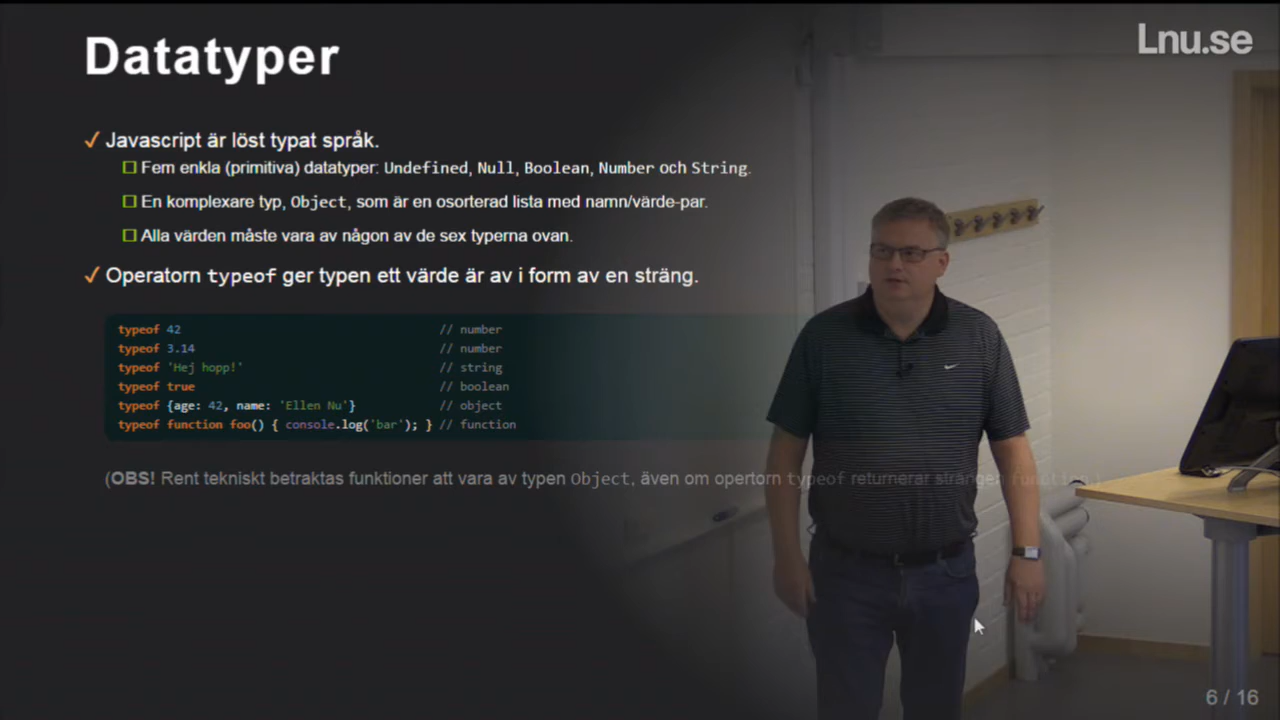 Lnu.se
Datatyper
✓ Javascript är löst typat språk.
Fem enkla (primitiva) datatyper: Undefined, Null, Boolean, Number och String.
En komplexare typ, Object, som är en osorterad lista med namn/värde-par.
Alla värden måste vara av någon av de sex typerna ovan.
✓ Operatorn typeof ger typen ett värde är av i form av en sträng.
typeof 42 // number
typeof 3.14 // number
typeof 'Hej hopp!' // string
typeof true // boolean
typeof {age: 42, name: 'Ellen Nu'} // object
typeof function foo() { console.log('bar'); } // function
(OBS! Rent tekniskt betraktas funktioner att vara av typen Object, även om opertorn typeof returnerar strängen function.)
6 / 16